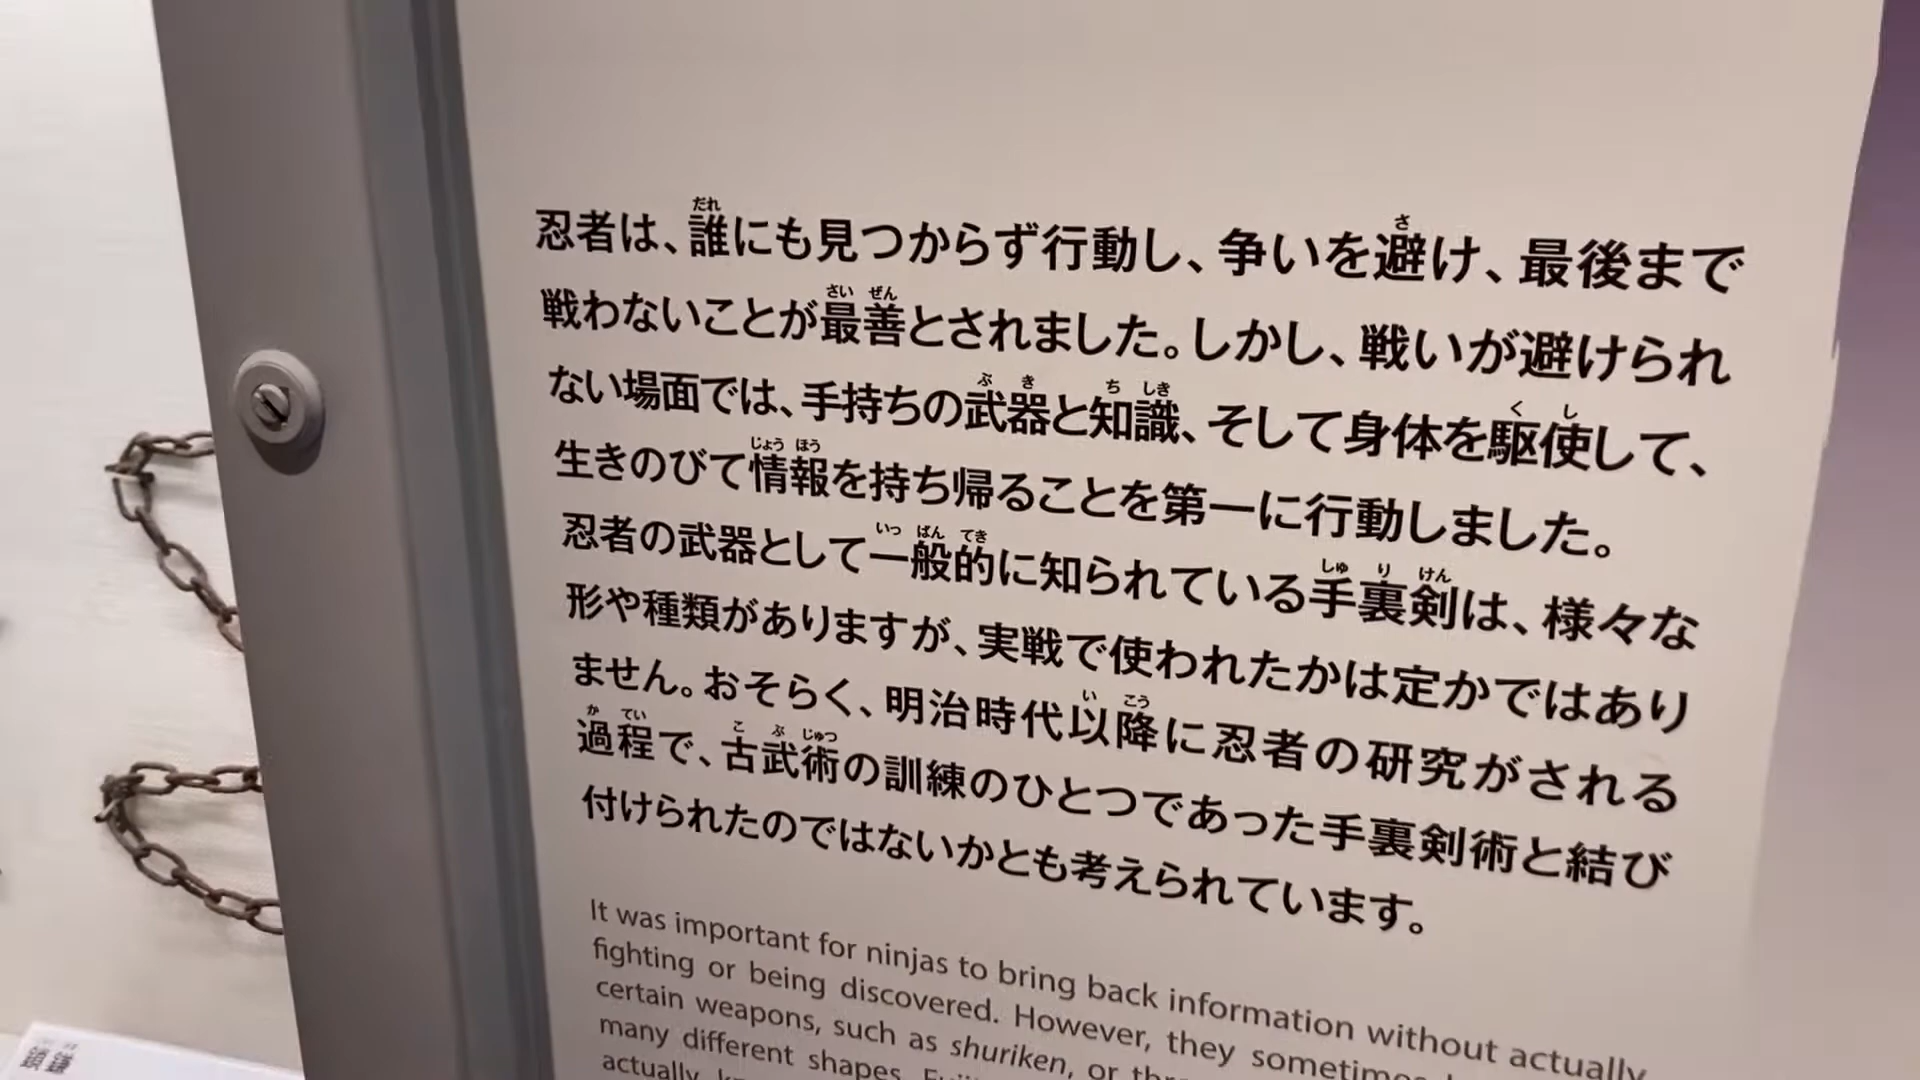 忍者は、誰にも見つからず行動し、争いを避け、最後まで
戦わないことが最善とされました。しかし、戦いが避けられ
ない場面では、手持ちの武器と知識、そして身体を駆使して、
生きのびて情報を持ち帰ることを第一に行動しました。
忍者の武器として一般的に知られている手裏剣は、様々な
形や種類がありますが、実戦で使われたかは定かではあり
ません。おそらく、明治時代以降に忍者の研究がされる
過程で、古武術の訓練のひとつであった手裏剣術と結び
付けられたのではないかとも考えられています。
It was important for ninjas to bring back information without actually
fighting or being discovered. However, they sometimes
certain weapons, such as shuriken, or
many different shapes.
actually
鎖鎌